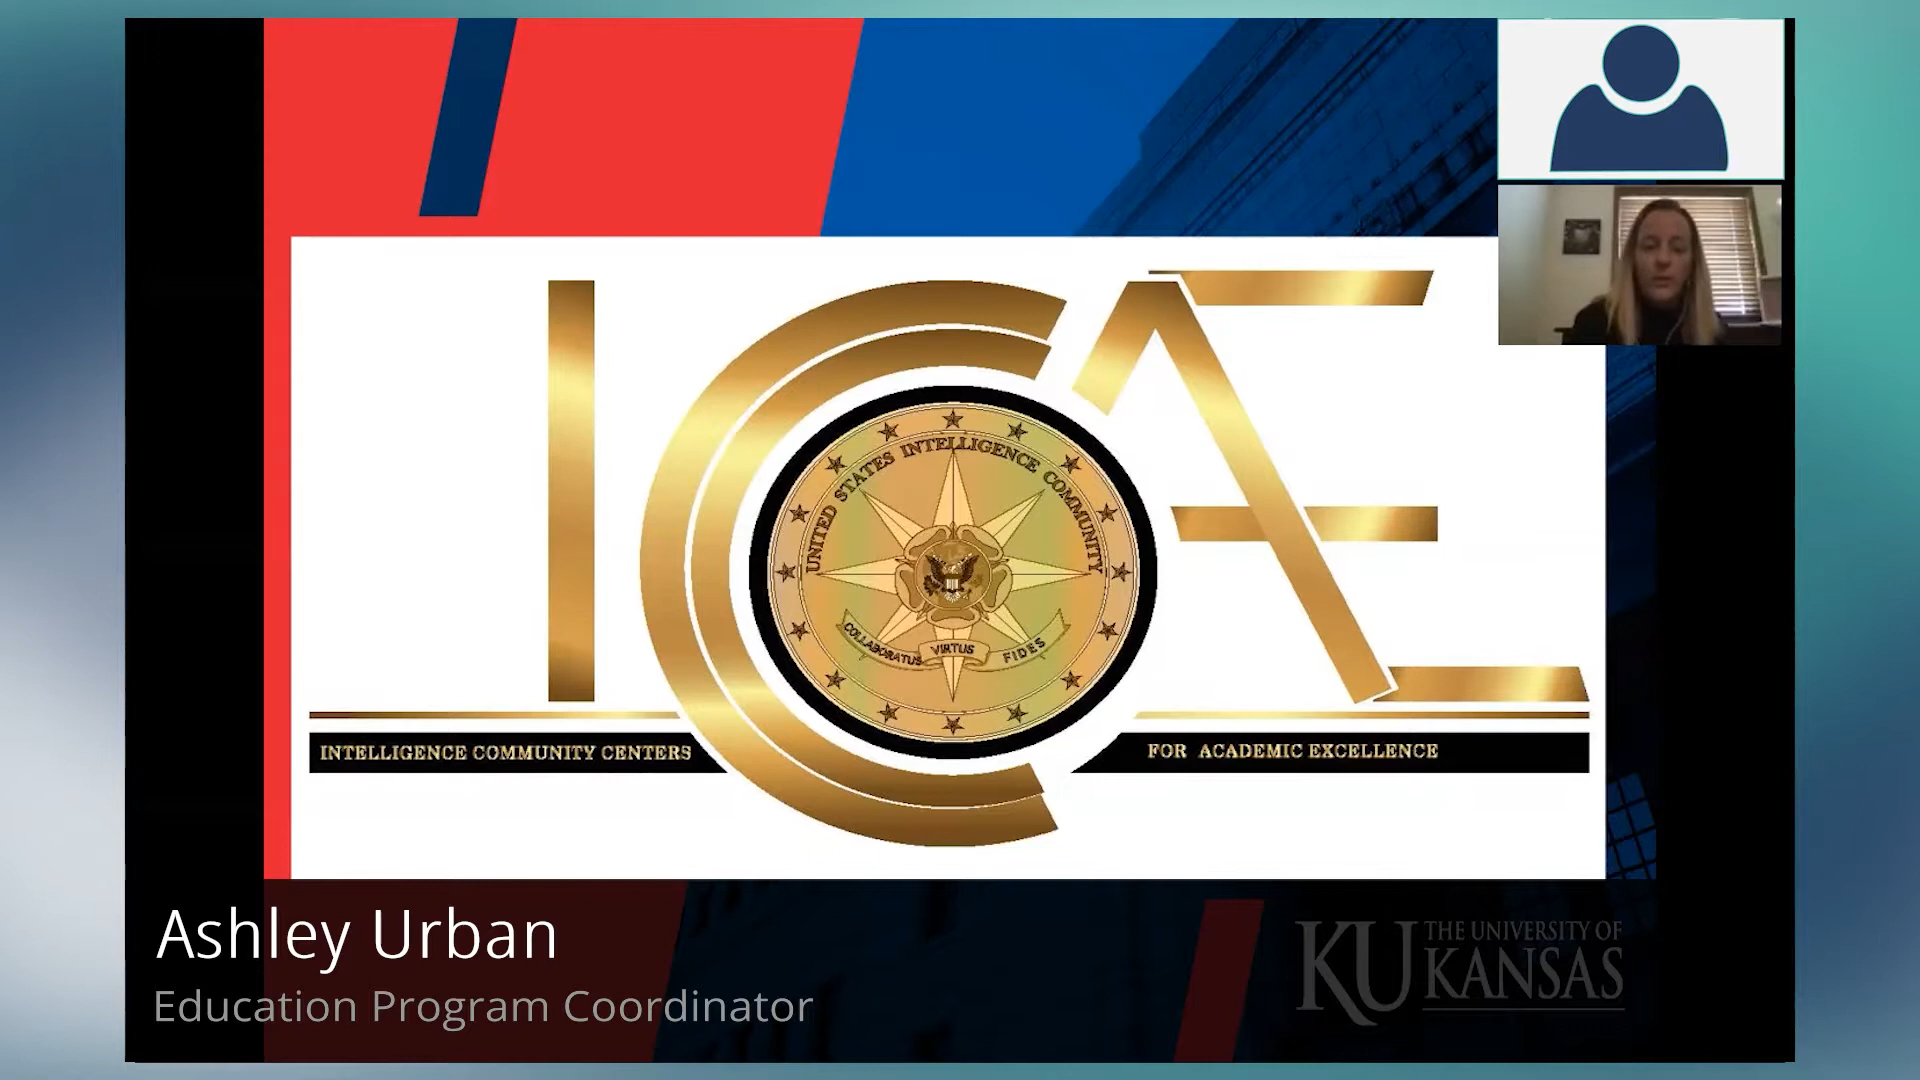 ICCAE
UNITED STATES INTELLIGENCE COMMUNITY
COLLABORATUS VIRTUS FIDES
INTELLIGENCE COMMUNITY CENTERS
FOR ACADEMIC EXCELLENCE
Ashley Urban
Education Program Coordinator
KU THE UNIVERSITY OF
KANSAS